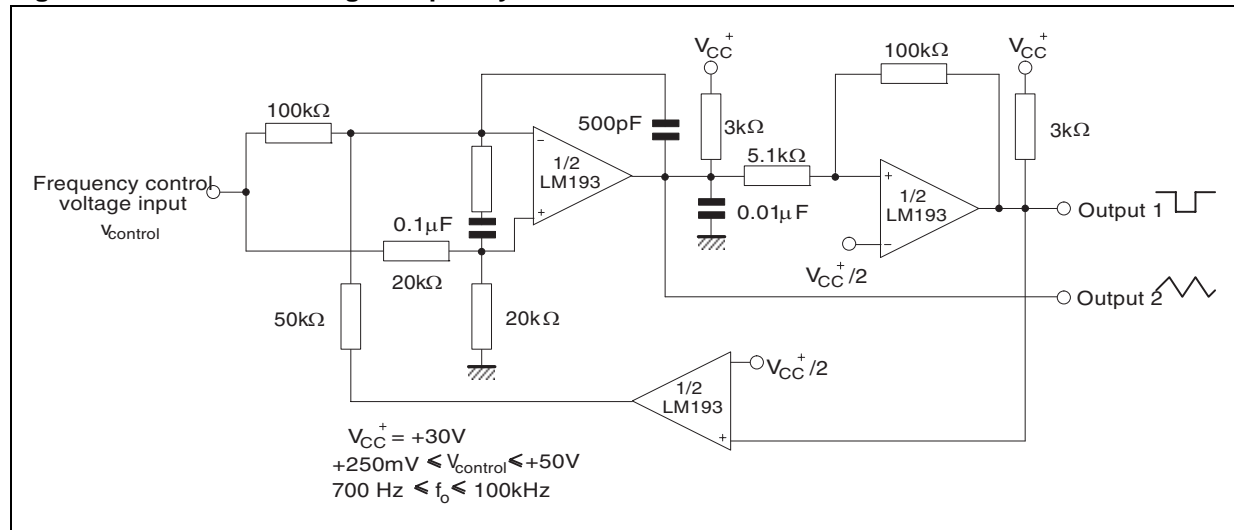 V_CC^+
100kΩ
V_CC^+
100kΩ
500pF
3kΩ
3kΩ
5.1kΩ
−
1/2
LM193
+
+
1/2
LM193
−
Frequency control
voltage input
V_control
0.1μF
0.01μF
Output 1
V_CC^+/2
20kΩ
Output 2
50kΩ
20kΩ
V_CC^+/2
1/2
LM193
+
V_CC^+ = +30V
+250mV ⩽ V_control ⩽ +50V
700 Hz ⩽ f_o ⩽ 100kHz